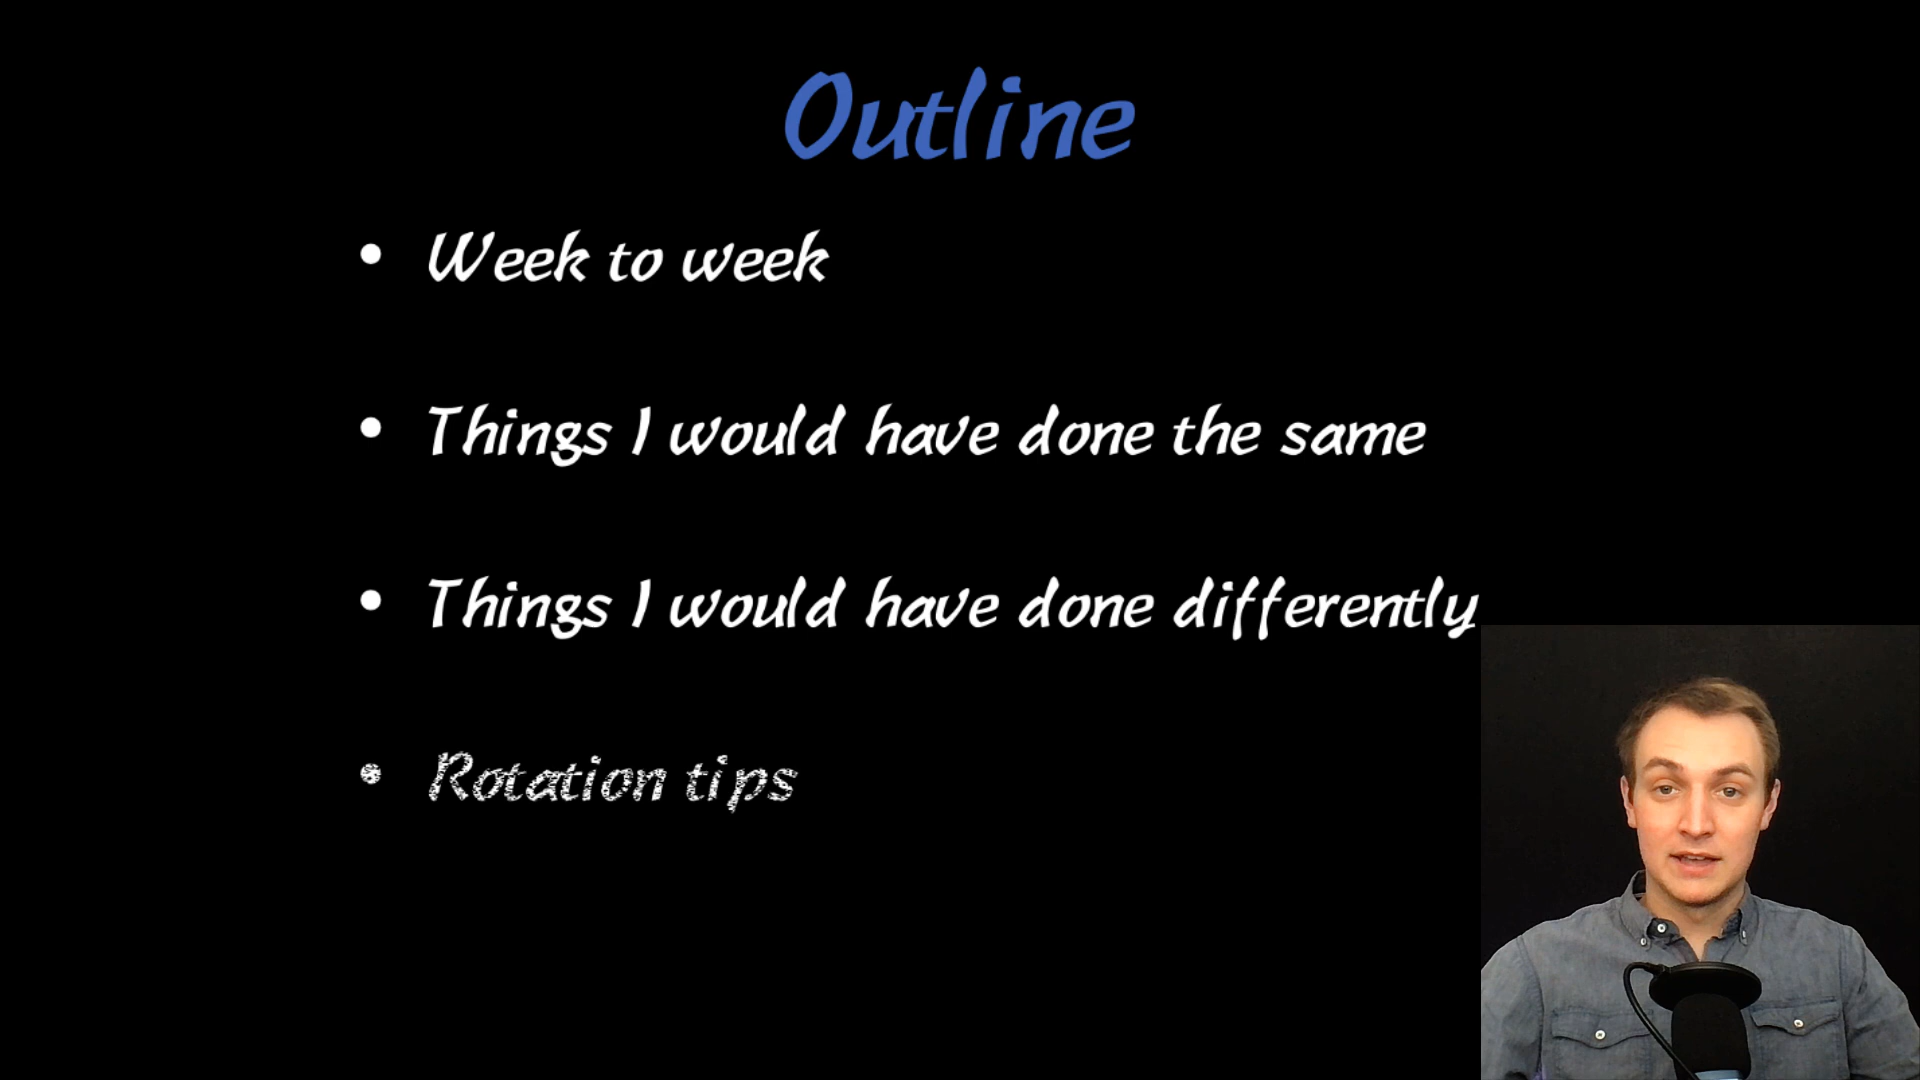 Outline
• Week to week
• Things I would have done the same
• Things I would have done differently
• Rotation tips